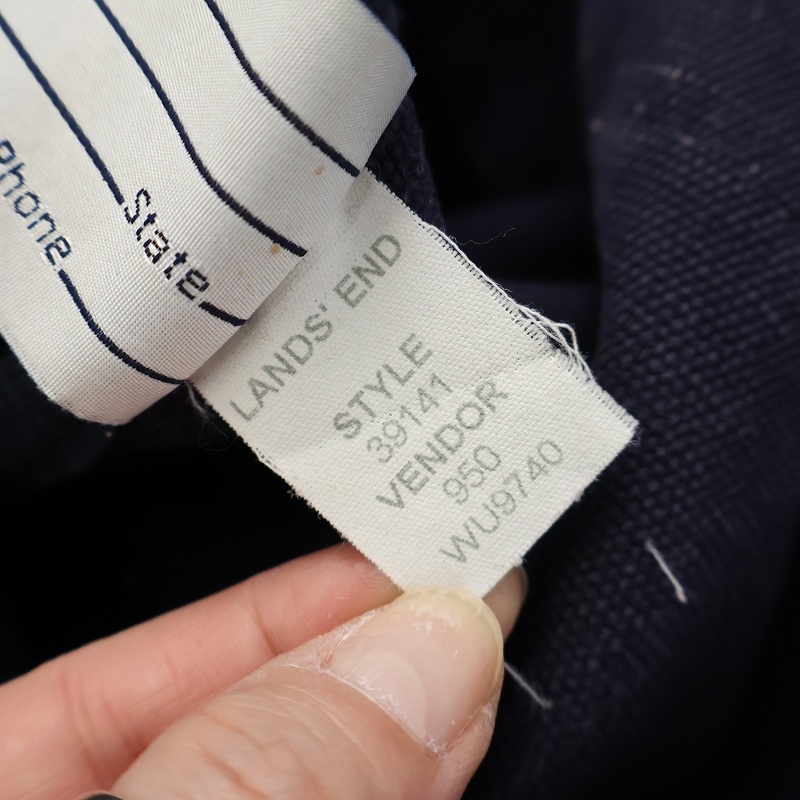 State
Phone
LANDS' END
STYLE
39141
VENDOR
950
WU9740